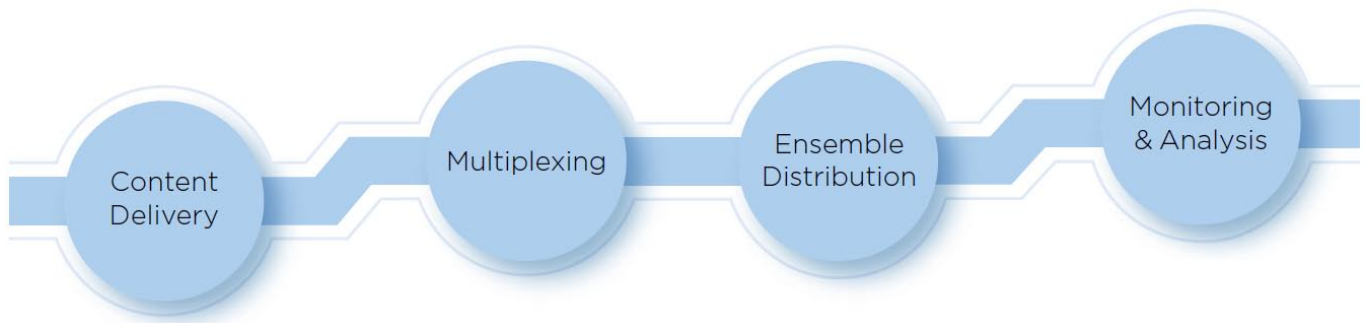 Content
Delivery
Multiplexing
Ensemble
Distribution
Monitoring
& Analysis